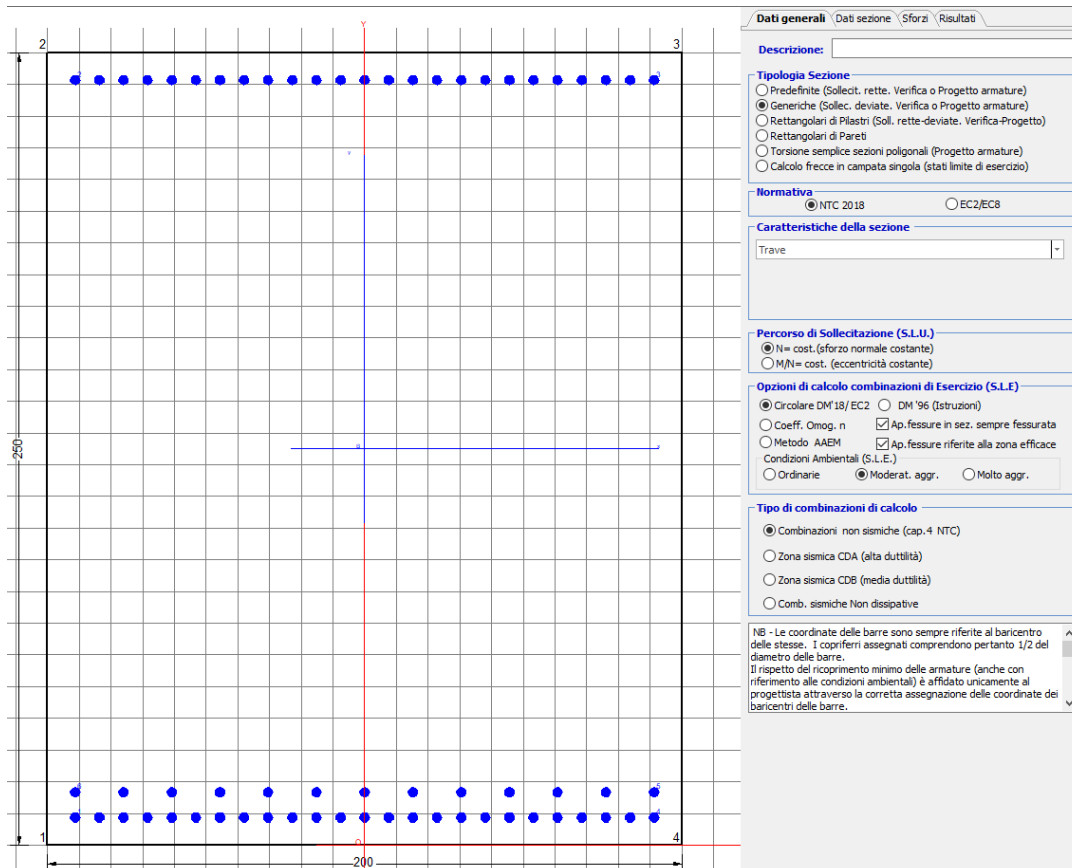 Y
2
3
2
3
Y
250
G
x
6
5
1
4
1
O
4
200
Dati generali
Dati sezione
Sforzi
Risultati
Descrizione:
Tipologia Sezione
Predefinite (Sollecit. rette. Verifica o Progetto armature)
Generiche (Sollec. deviate. Verifica o Progetto armature)
Rettangolari di Pilastri (Soll. rette-deviate. Verifica-Progetto)
Rettangolari di Pareti
Torsione semplice sezioni poligonali (Progetto armature)
Calcolo frecce in campata singola (stati limite di esercizio)
Normativa
NTC 2018
EC2/EC8
Caratteristiche della sezione
Trave
Percorso di Sollecitazione (S.L.U.)
N= cost.(sforzo normale costante)
M/N= cost. (eccentricità costante)
Opzioni di calcolo combinazioni di Esercizio (S.L.E)
Circolare DM'18/ EC2
DM '96 (Istruzioni)
Coeff. Omog. n
Ap.fessure in sez. sempre fessurata
Metodo AAEM
Ap.fessure riferite alla zona efficace
Condizioni Ambientali (S.L.E.)
Ordinarie
Moderat. aggr.
Molto aggr.
Tipo di combinazioni di calcolo
Combinazioni non sismiche (cap.4 NTC)
Zona sismica CDA (alta duttilità)
Zona sismica CDB (media duttilità)
Comb. sismiche Non dissipative
NB - Le coordinate delle barre sono sempre riferite al baricentro
delle stesse. I copriferri assegnati comprendono pertanto 1/2 del
diametro delle barre.
Il rispetto del ricoprimento minimo delle armature (anche con
riferimento alle condizioni ambientali) è affidato unicamente al
progettista attraverso la corretta assegnazione delle coordinate dei
baricentri delle barre.